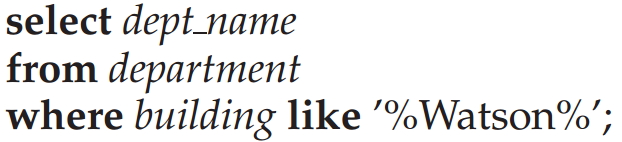 select dept_name
from department
where building like ’%Watson%’;